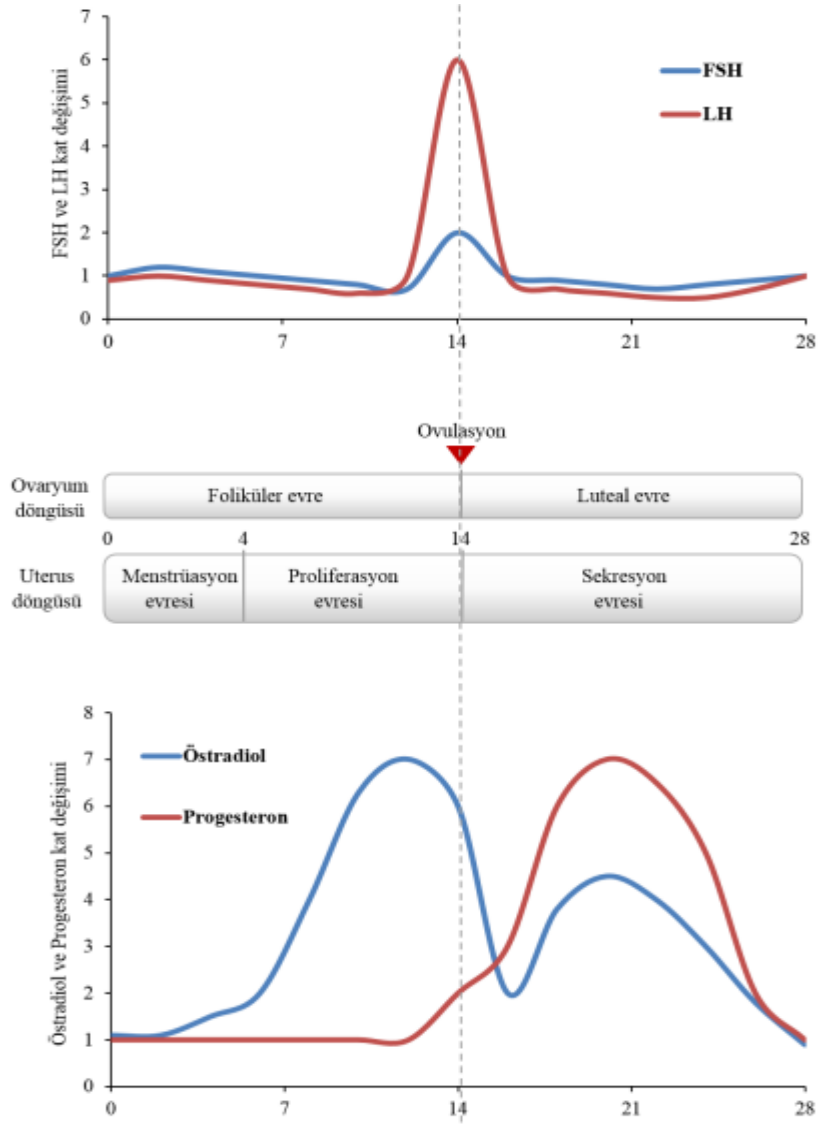 FSH ve LH kat değişimi
7
6
5
4
3
2
1
0
FSH
LH
0 7 14 21 28
Ovulasyon
Ovaryum
döngüsü
Foliküler evre
Luteal evre
0 4 14 28
Uterus
döngüsü
Menstrüasyon
evresi
Proliferasyon
evresi
Sekresyon
evresi
Östradiol ve Progesteron kat değişimi
8
7
6
5
4
3
2
1
0
Östradiol
Progesteron
0 7 14 21 28